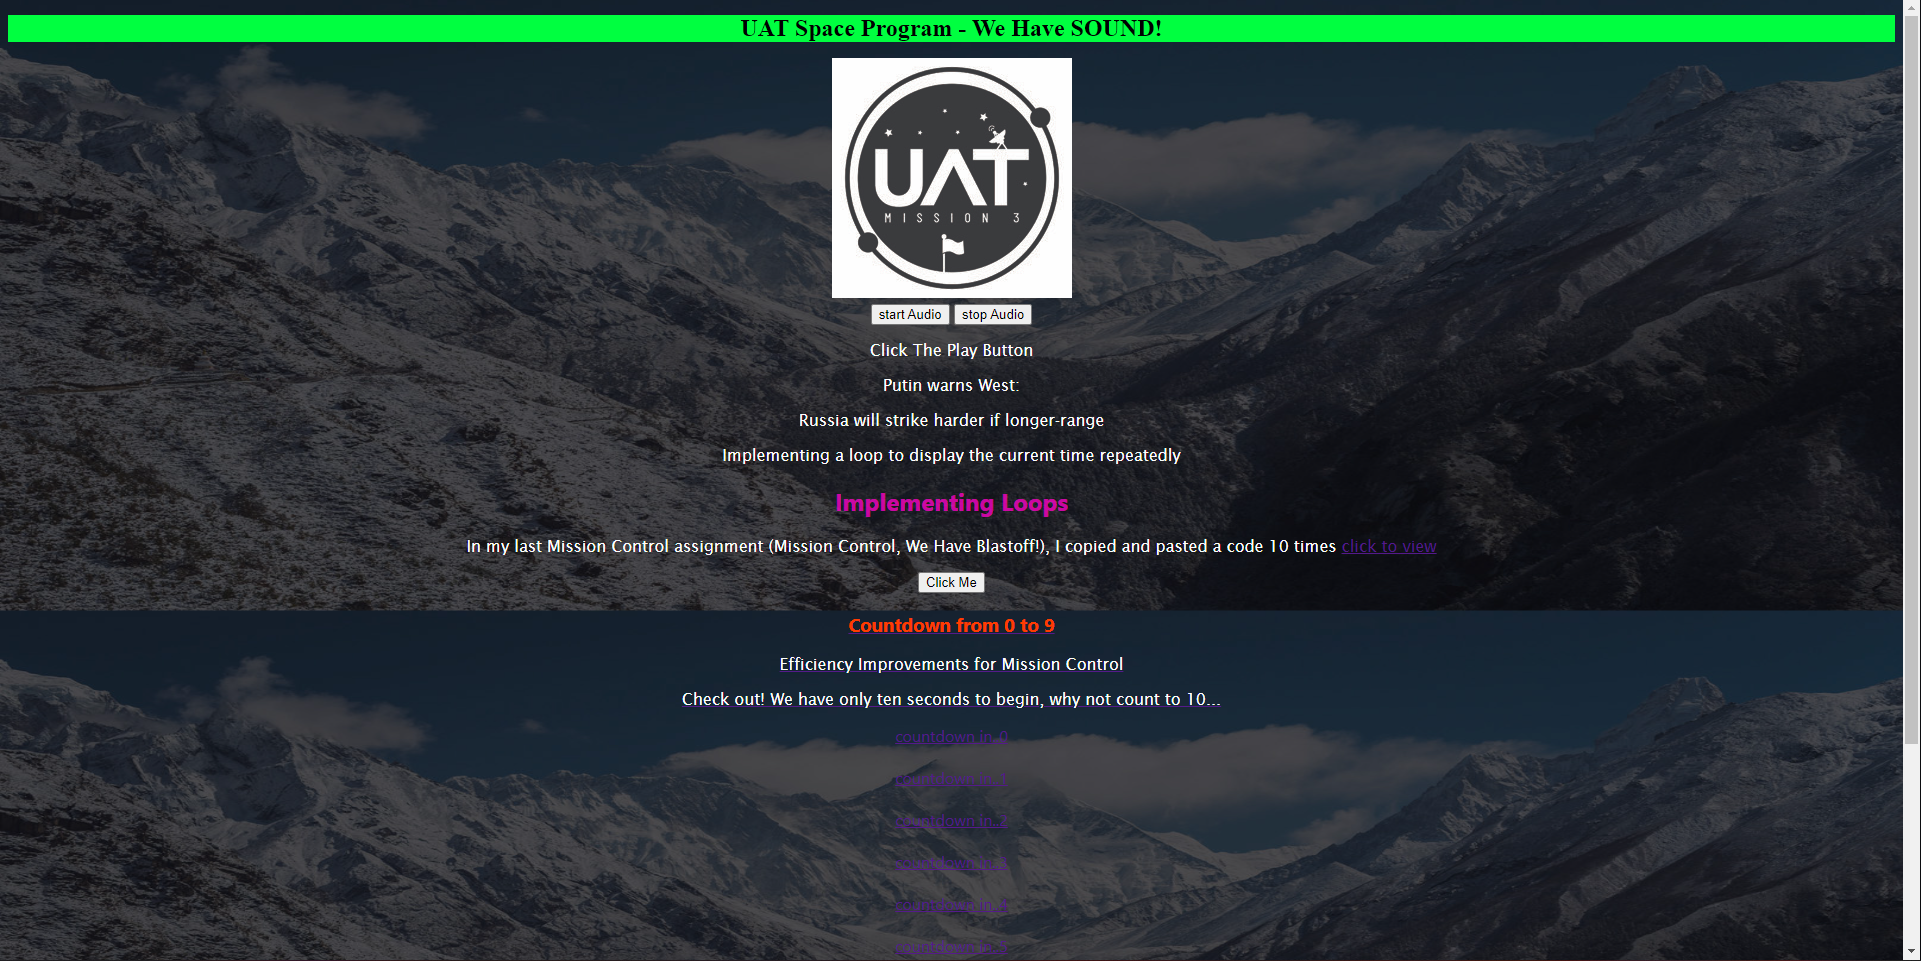 UAT Space Program - We Have SOUND!
UAT
MISSION 3
start Audio stop Audio
Click The Play Button
Putin warns West:
Russia will strike harder if longer-range
Implementing a loop to display the current time repeatedly
Implementing Loops
In my last Mission Control assignment (Mission Control, We Have Blastoff!), I copied and pasted a code 10 times click to view
Click Me
Countdown from 0 to 9
Efficiency Improvements for Mission Control
Check out! We have only ten seconds to begin, why not count to 10...
countdown in..0
countdown in..1
countdown in..2
countdown in..3
countdown in..4
countdown in..5